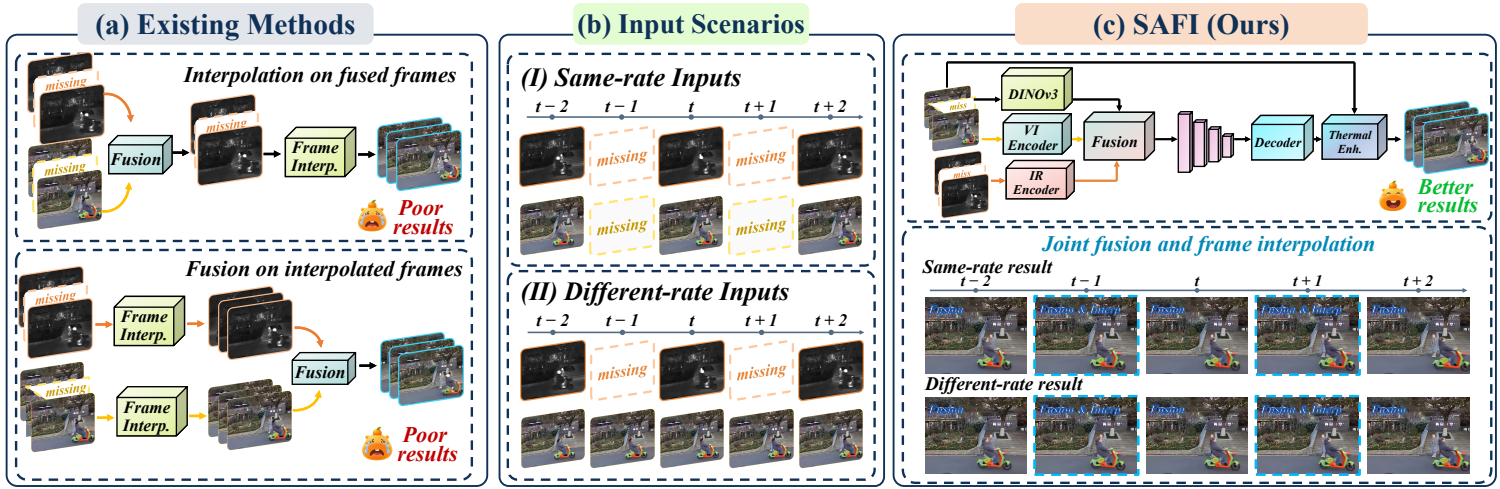 (a) Existing Methods
Interpolation on fused frames
missing
missing
Fusion
missing
Frame
Interp.
Poor
results
Fusion on interpolated frames
missing
Frame
Interp.
missing
Frame
Interp.
Fusion
Poor
results
(b) Input Scenarios
(I) Same-rate Inputs
t−2 t−1 t t+1 t+2
missing missing
missing missing
(II) Different-rate Inputs
t−2 t−1 t t+1 t+2
missing missing
(c) SAFI (Ours)
miss
DINOv3
VI
Encoder
miss
IR
Encoder
Fusion
Decoder
Thermal
Enh.
Better
results
Joint fusion and frame interpolation
Same-rate result
t−2 t−1 t t+1 t+2
Fusion Fusion & Interp Fusion Fusion & Interp Fusion
Different-rate result
Fusion Fusion & Interp Fusion Fusion & Interp Fusion